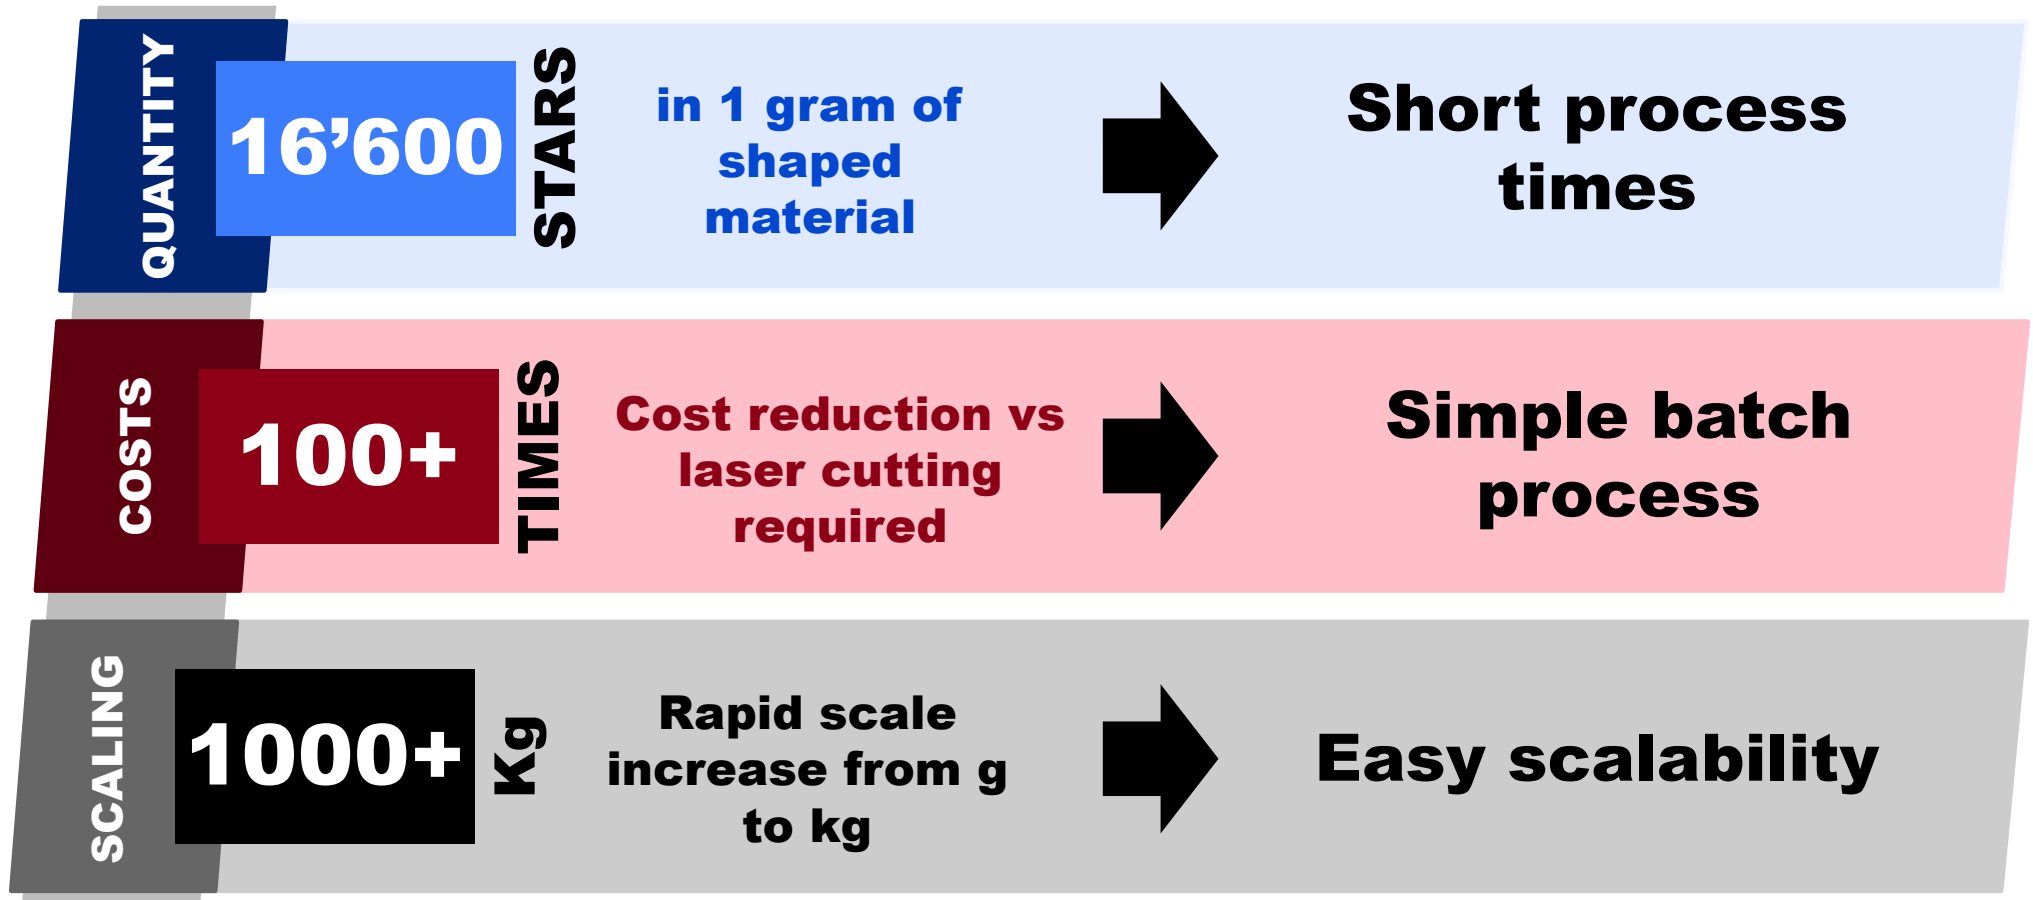 QUANTITY
16’600
STARS
in 1 gram of
shaped
material
Short process
times
COSTS
100+
TIMES
Cost reduction vs
laser cutting
required
Simple batch
process
SCALING
1000+
Kg
Rapid scale
increase from g
to kg
Easy scalability